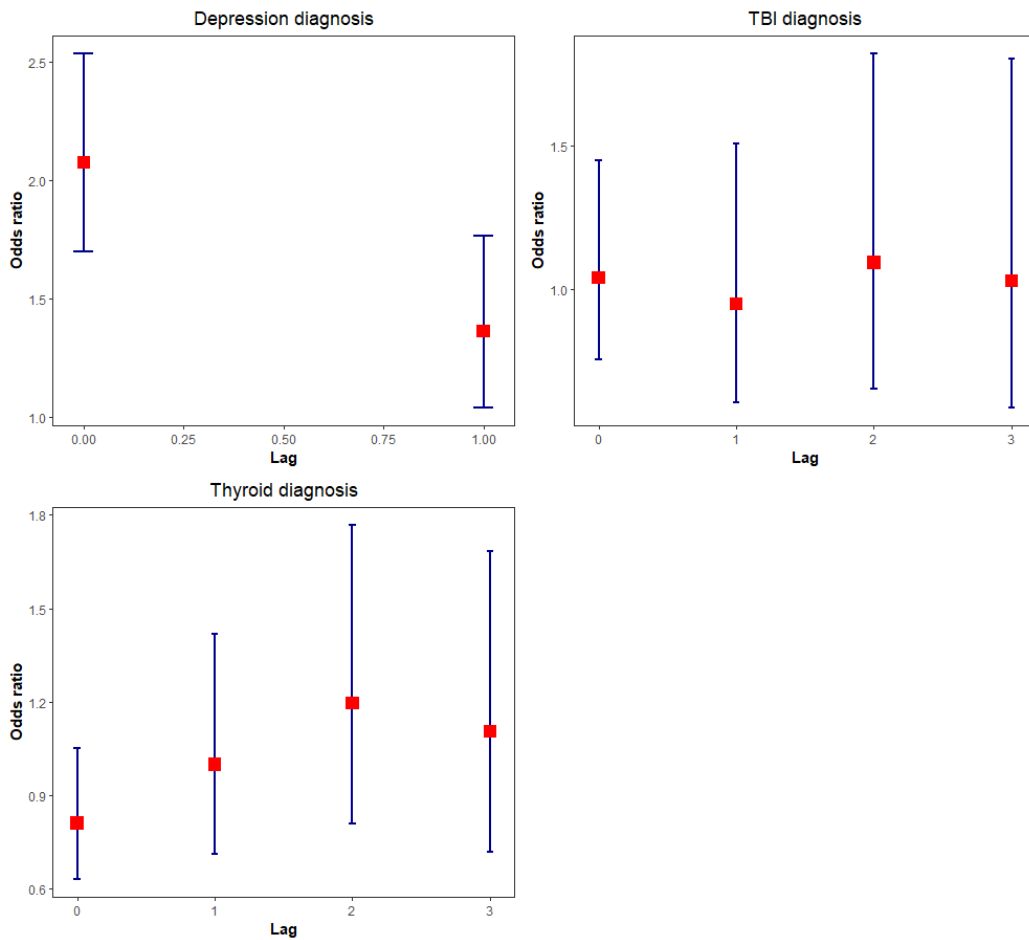 Depression diagnosis
2.5
2.0
1.5
1.0
Odds ratio
0.00 0.25 0.50 0.75 1.00
Lag
TBI diagnosis
1.5
1.0
Odds ratio
0 1 2 3
Lag
Thyroid diagnosis
1.8
1.5
1.2
0.9
0.6
Odds ratio
0 1 2 3
Lag